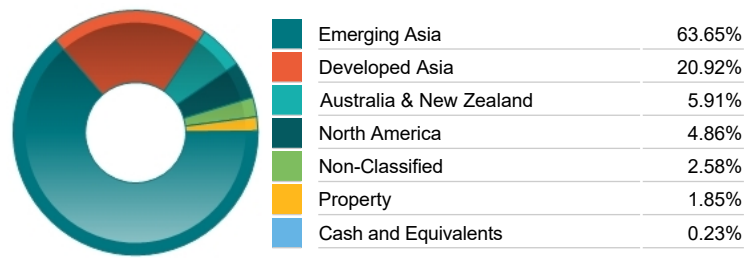 Emerging Asia 63.65%
Developed Asia 20.92%
Australia & New Zealand 5.91%
North America 4.86%
Non-Classified 2.58%
Property 1.85%
Cash and Equivalents 0.23%